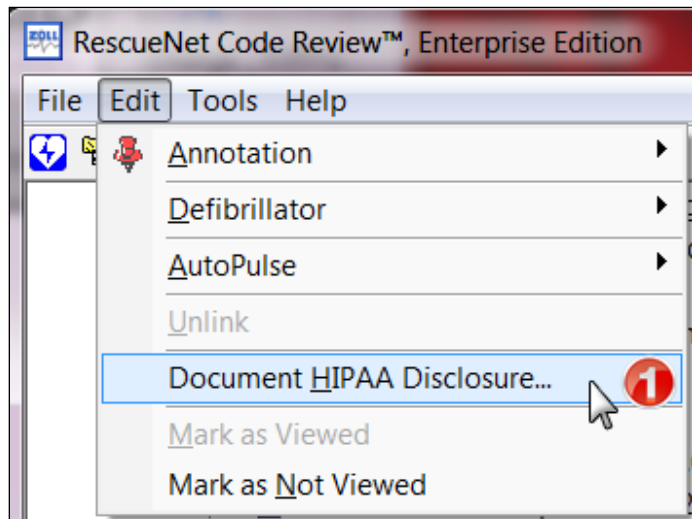 ZOLL
RescueNet Code Review™, Enterprise Edition
File Edit Tools Help
Annotation
Defibrillator
AutoPulse
Unlink
Document HIPAA Disclosure...
1
Mark as Viewed
Mark as Not Viewed